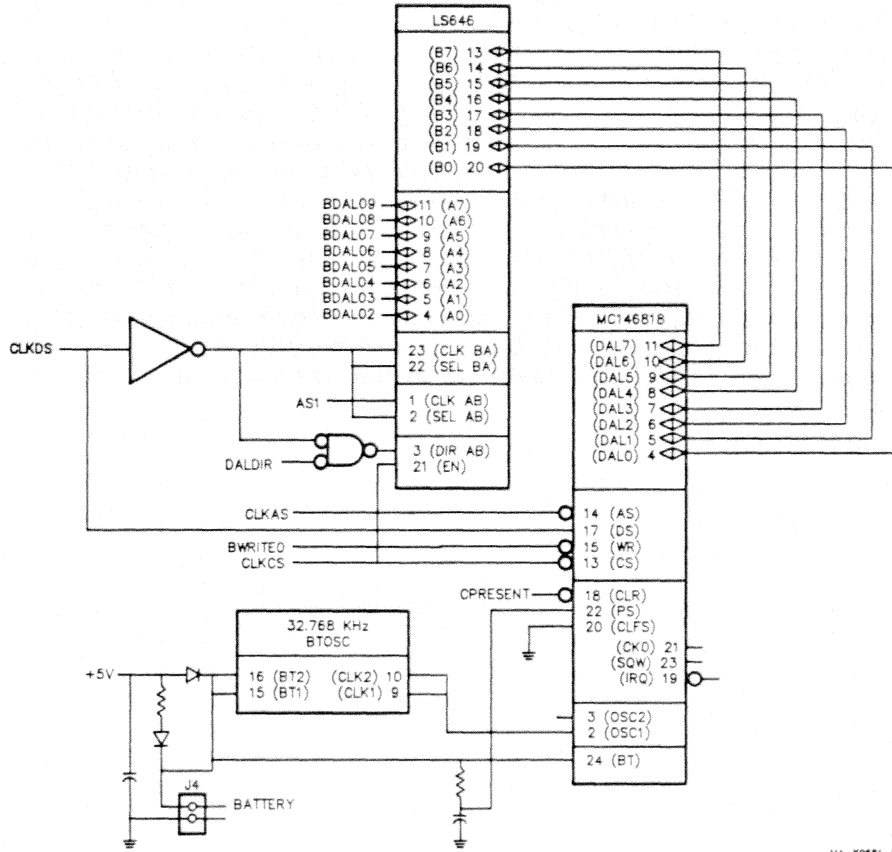 LS646
(B7) 13
(B6) 14
(B5) 15
(B4) 16
(B3) 17
(B2) 18
(B1) 19
(B0) 20
BDAL09 11 (A7)
BDAL08 10 (A6)
BDAL07 9 (A5)
BDAL06 8 (A4)
BDAL05 7 (A3)
BDAL04 6 (A2)
BDAL03 5 (A1)
BDAL02 4 (A0)
CLKDS
23 (CLK BA)
22 (SEL BA)
AS1
1 (CLK AB)
2 (SEL AB)
DALDIR
3 (DIR AB)
21 (EN)
MC146818
(DAL7) 11
(DAL6) 10
(DAL5) 9
(DAL4) 8
(DAL3) 7
(DAL2) 6
(DAL1) 5
(DAL0) 4
CLKAS 14 (AS)
17 (DS)
BWRITE0 15 (WR)
CLKCS 13 (CS)
CPRESENT 18 (CLR)
22 (PS)
20 (CLFS)
(CKO) 21
(SQW) 23
(IRQ) 19
3 (OSC2)
2 (OSC1)
24 (BT)
32.768 KHz
BTOSC
+5V
16 (BT2) (CLK2) 10
15 (BT1) (CLK1) 9
J4
BATTERY